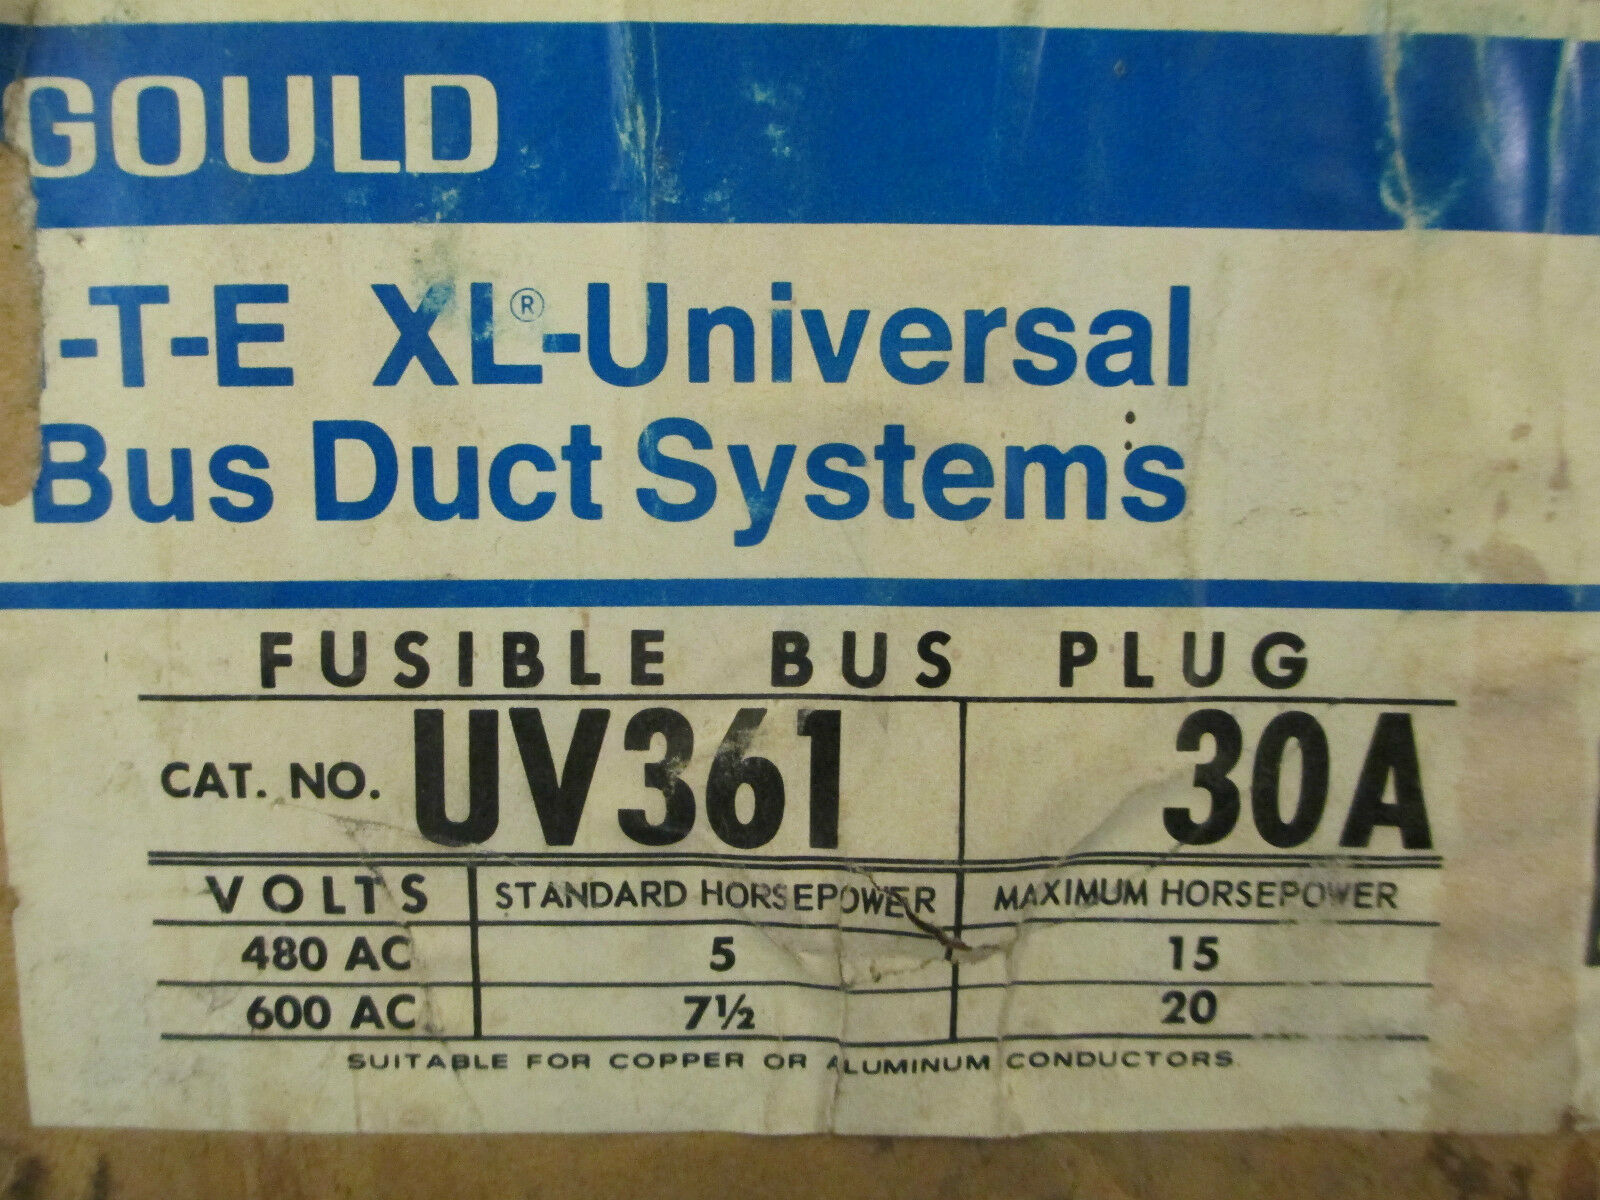 GOULD
-T-E XL®-Universal
Bus Duct Systems
FUSIBLE BUS PLUG
CAT. NO. UV361 30A
VOLTS STANDARD HORSEPOWER MAXIMUM HORSEPOWER
480 AC 5 15
600 AC 7½ 20
SUITABLE FOR COPPER OR ALUMINUM CONDUCTORS